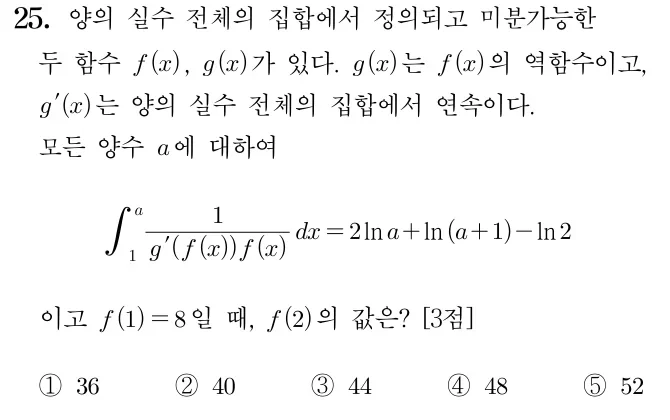 25. 양의 실수 전체의 집합에서 정의되고 미분가능한
두 함수 f(x), g(x)가 있다. g(x)는 f(x)의 역함수이고,
g′(x)는 양의 실수 전체의 집합에서 연속이다.
모든 양수 a에 대하여
∫₁ᵃ 1/(g′(f(x))f(x)) dx = 2ln a + ln(a+1) − ln2
이고 f(1)=8일 때, f(2)의 값은? [3점]
① 36 ② 40 ③ 44 ④ 48 ⑤ 52